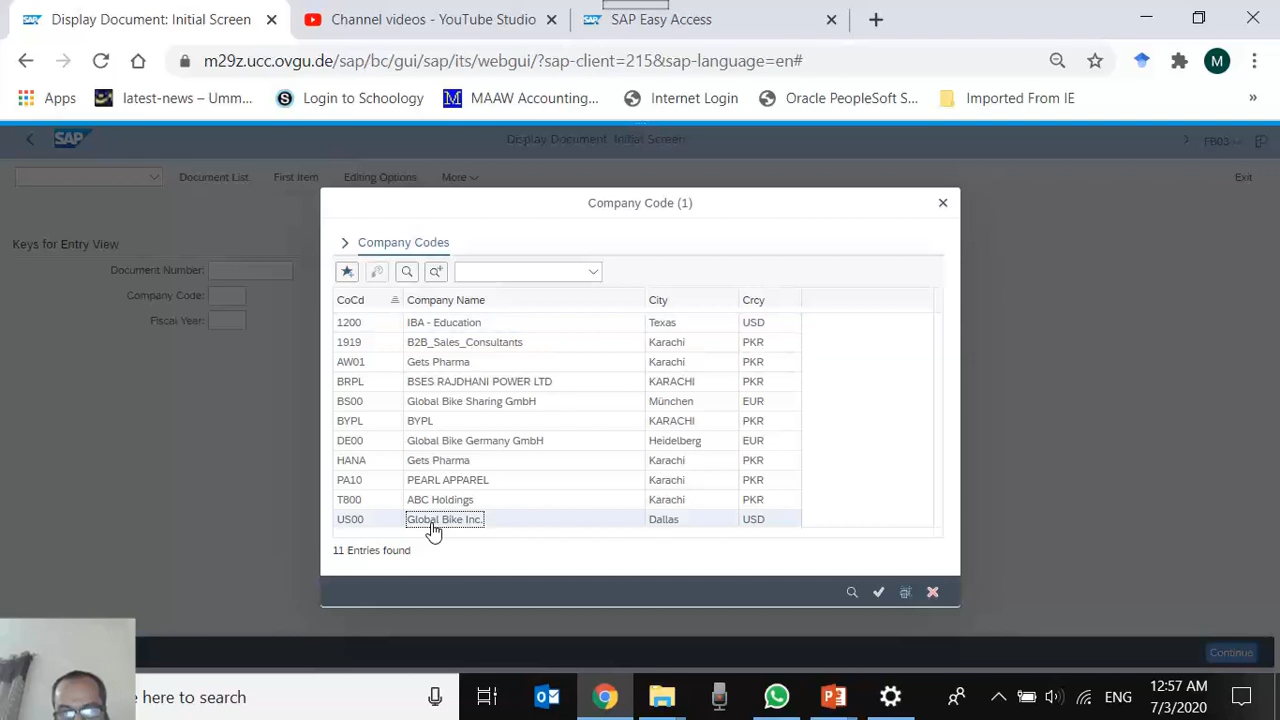 Display Document: Initial Screen
Channel videos - YouTube Studio
SAP Easy Access
m29z.ucc.ovgu.de/sap/bc/gui/sap/its/webgui/?sap-client=215&sap-language=en#
M
Apps
latest-news – Umm...
Login to Schoology
MAAW Accounting...
Internet Login
Oracle PeopleSoft S...
Imported From IE
SAP
Display Document: Initial Screen
FB03
Document List
First Item
Editing Options
More
Exit
Keys for Entry View
Document Number:
Company Code:
Fiscal Year:
Company Code (1)
Company Codes
CoCd Company Name City Crcy
1200 IBA - Education Texas USD
1919 B2B_Sales_Consultants Karachi PKR
AW01 Gets Pharma Karachi PKR
BRPL BSES RAJDHANI POWER LTD KARACHI PKR
BS00 Global Bike Sharing GmbH München EUR
BYPL BYPL KARACHI PKR
DE00 Global Bike Germany GmbH Heidelberg EUR
HANA Gets Pharma Karachi PKR
PA10 PEARL APPAREL Karachi PKR
T800 ABC Holdings Karachi PKR
US00 Global Bike Inc. Dallas USD
11 Entries found
Continue
here to search
ENG
12:57 AM
7/3/2020